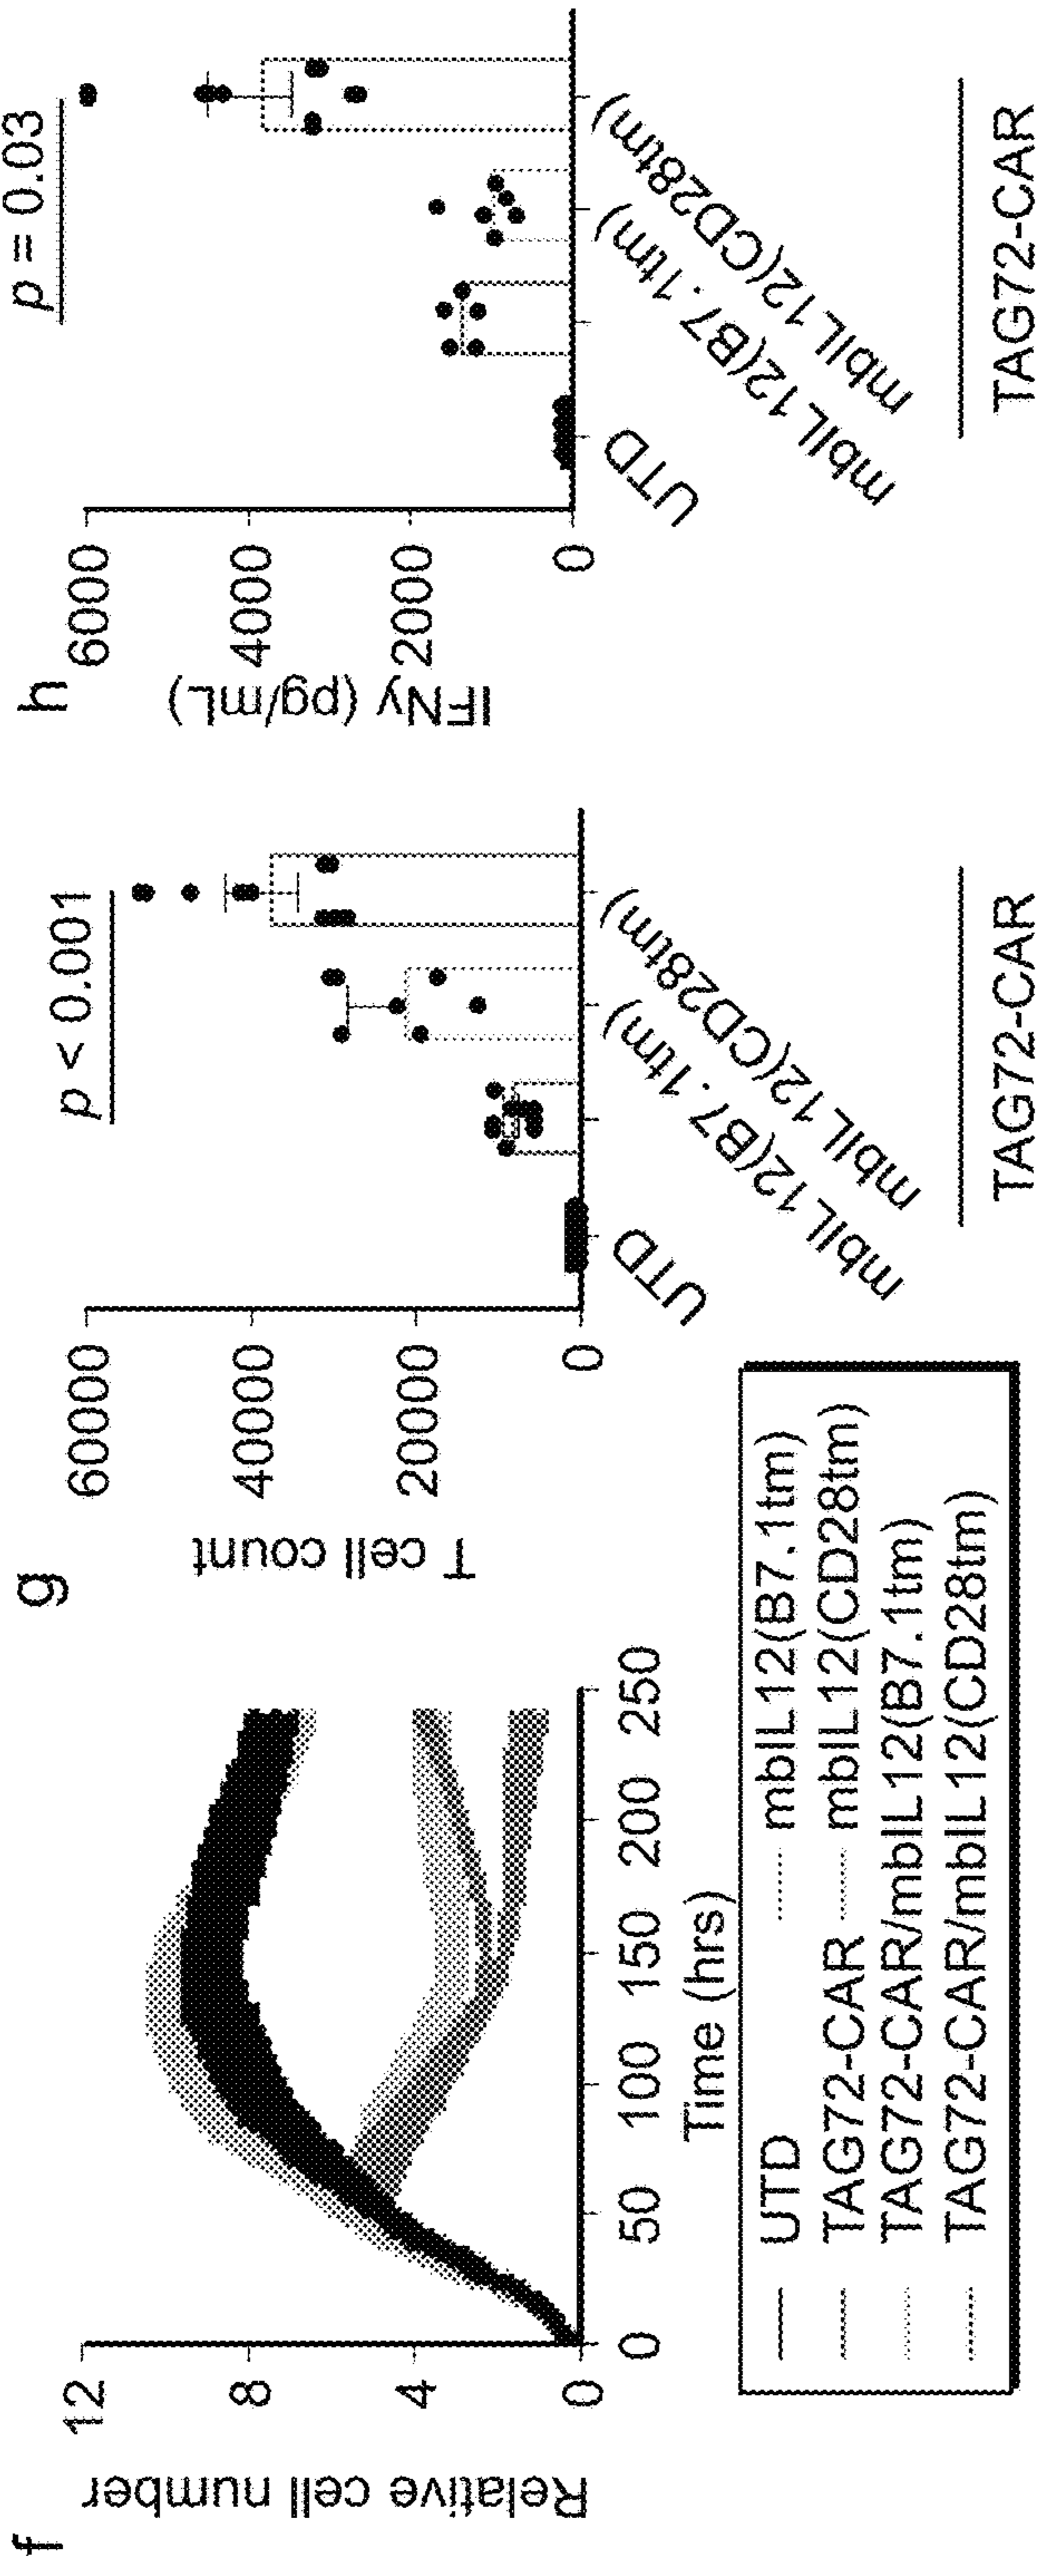 f
Relative cell number
12
8
4
0
0 50 100 150 200 250
Time (hrs)
UTD
mbIL12(B7.1tm)
TAG72-CAR
mbIL12(CD28tm)
TAG72-CAR/mbIL12(B7.1tm)
TAG72-CAR/mbIL12(CD28tm)
g
T cell count
60000
40000
20000
0
p < 0.001
UTD
mbIL12(B7.1tm)
mbIL12(CD28tm)
TAG72-CAR
h
IFNγ (pg/mL)
6000
4000
2000
0
p = 0.03
UTD
mbIL12(B7.1tm)
mbIL12(CD28tm)
TAG72-CAR